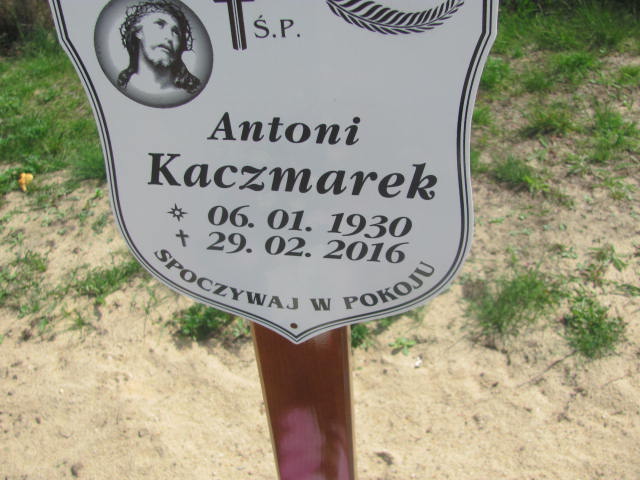 Ś.P.
Antoni
Kaczmarek
06. 01. 1930
29. 02. 2016
SPOCZYWAJ W POKOJU